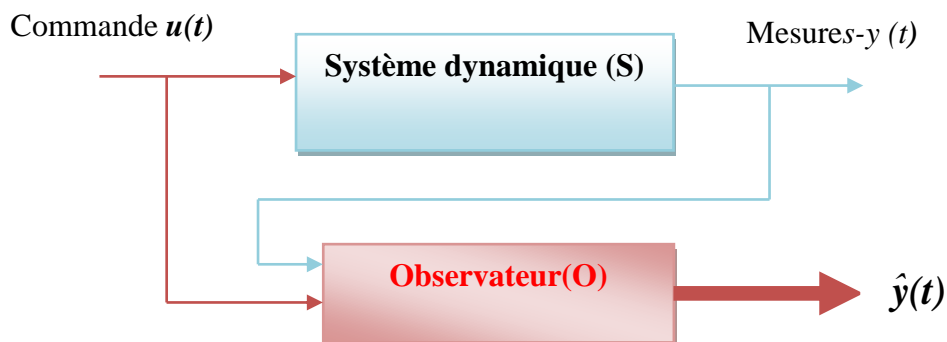 Commande u(t)
Système dynamique (S)
Mesures-y (t)
Observateur(O)
ŷ(t)